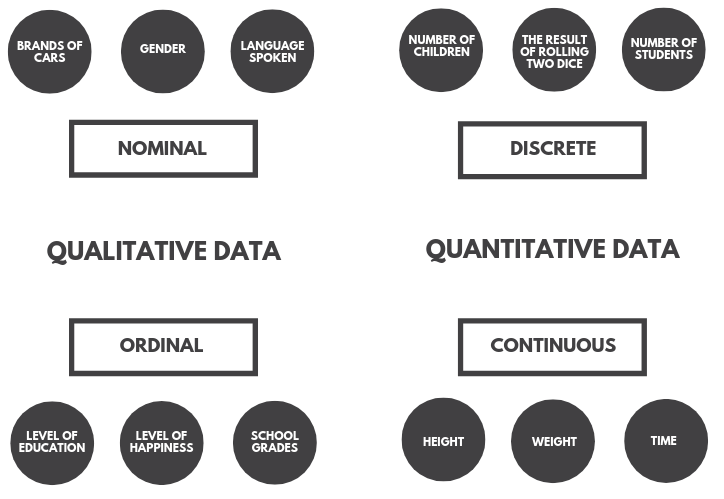 BRANDS OF
CARS
GENDER
LANGUAGE
SPOKEN
NUMBER OF
CHILDREN
THE RESULT
OF ROLLING
TWO DICE
NUMBER OF
STUDENTS
NOMINAL
DISCRETE
QUALITATIVE DATA
QUANTITATIVE DATA
ORDINAL
CONTINUOUS
LEVEL OF
EDUCATION
LEVEL OF
HAPPINESS
SCHOOL
GRADES
HEIGHT
WEIGHT
TIME